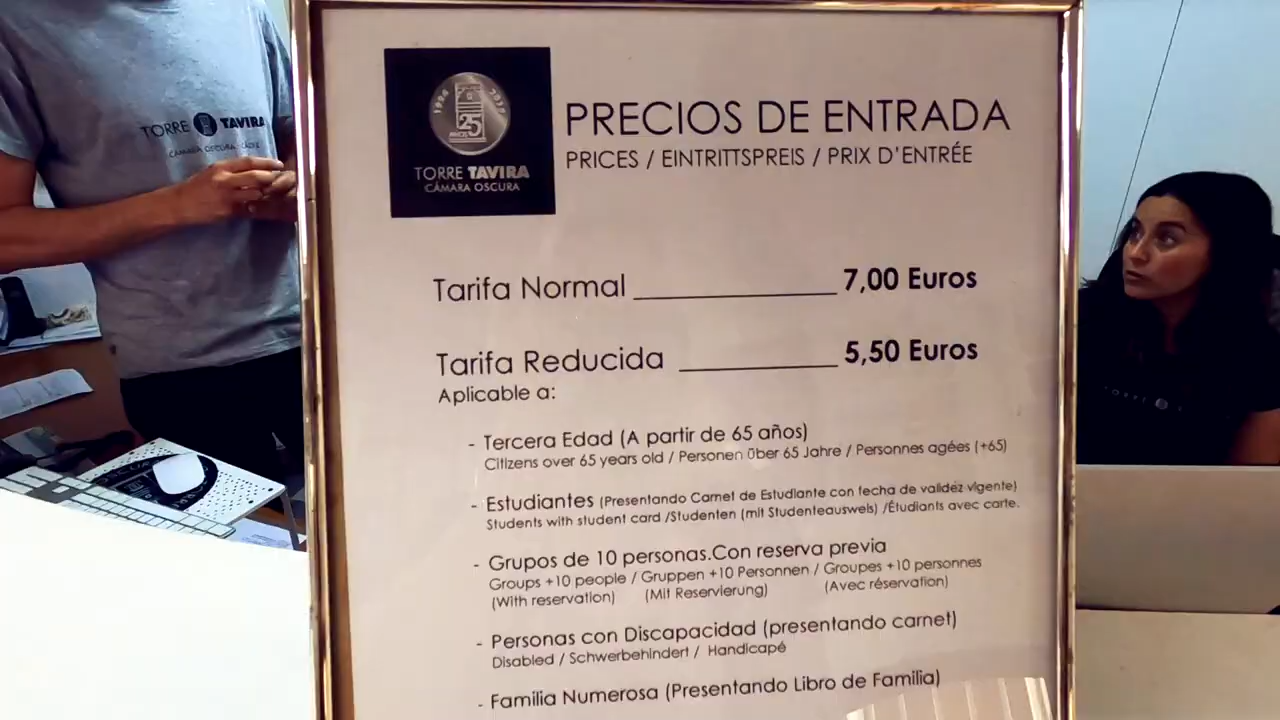 TORRE TAVIRA
CÁMARA OSCURA
25
TORRE TAVIRA
CÁMARA OSCURA
PRECIOS DE ENTRADA
PRICES / EINTRITTSPREIS / PRIX D'ENTRÉE
Tarifa Normal 7,00 Euros
Tarifa Reducida 5,50 Euros
Aplicable a:
- Tercera Edad (A partir de 65 años)
Citizens over 65 years old / Personen über 65 Jahre / Personnes agées (+65)
- Estudiantes (Presentando Carnet de Estudiante con fecha de validez vigente)
Students with student card /Studenten (mit Studenteausweis) /Étudiants avec carte.
- Grupos de 10 personas.Con reserva previa
Groups +10 people / Gruppen +10 Personnen / Groupes +10 personnes
(With reservation) (Mit Reservierung) (Avec réservation)
- Personas con Discapacidad (presentando carnet)
Disabled / Schwerbehindert / Handicapé
- Familia Numerosa (Presentando Libro de Familia)
TORRE